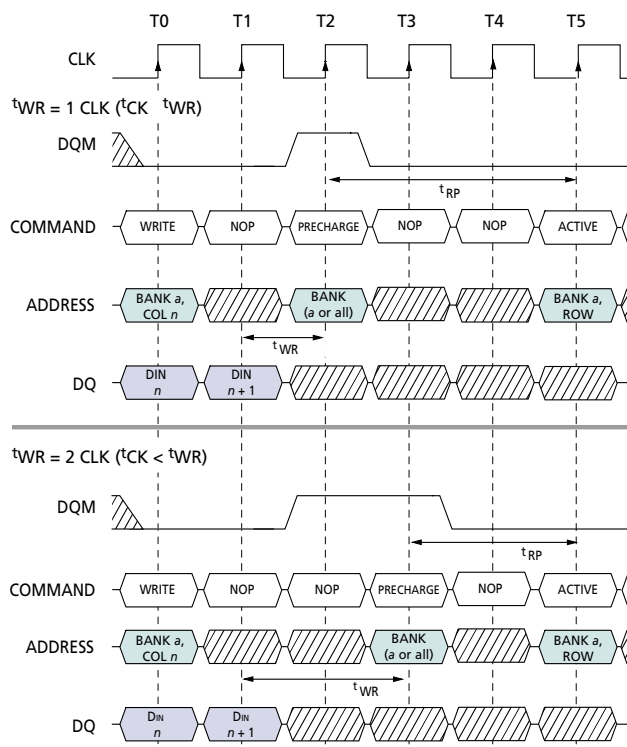 T0 T1 T2 T3 T4 T5
CLK
tWR = 1 CLK (tCK tWR)
DQM
tRP
COMMAND WRITE NOP PRECHARGE NOP NOP ACTIVE
ADDRESS BANK a, COL n BANK (a or all) BANK a, ROW
tWR
DQ DIN n DIN n + 1
tWR = 2 CLK (tCK < tWR)
DQM
tRP
COMMAND WRITE NOP NOP PRECHARGE NOP ACTIVE
ADDRESS BANK a, COL n BANK (a or all) BANK a, ROW
tWR
DQ DIN n DIN n + 1